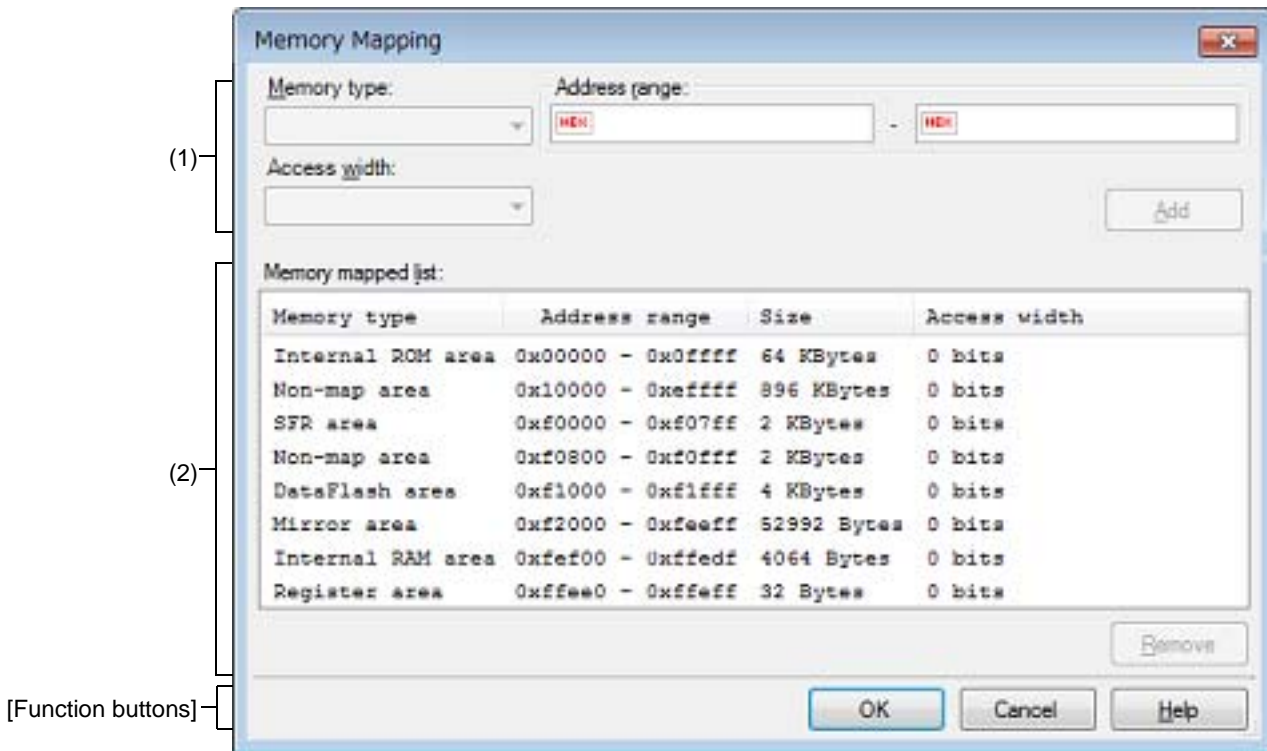 Memory Mapping
Memory type: Address range:
HEX - HEX
(1)
Access width:
Add
Memory mapped list:
Memory type Address range Size Access width
Internal ROM area 0x00000 - 0x0ffff 64 KBytes 0 bits
Non-map area 0x10000 - 0xeffff 896 KBytes 0 bits
SFR area 0xf0000 - 0xf07ff 2 KBytes 0 bits
(2)
Non-map area 0xf0800 - 0xf0fff 2 KBytes 0 bits
DataFlash area 0xf1000 - 0xf1fff 4 KBytes 0 bits
Mirror area 0xf2000 - 0xfeeff 52992 Bytes 0 bits
Internal RAM area 0xfef00 - 0xffedf 4064 Bytes 0 bits
Register area 0xffee0 - 0xffeff 32 Bytes 0 bits
Remove
[Function buttons]
OK Cancel Help